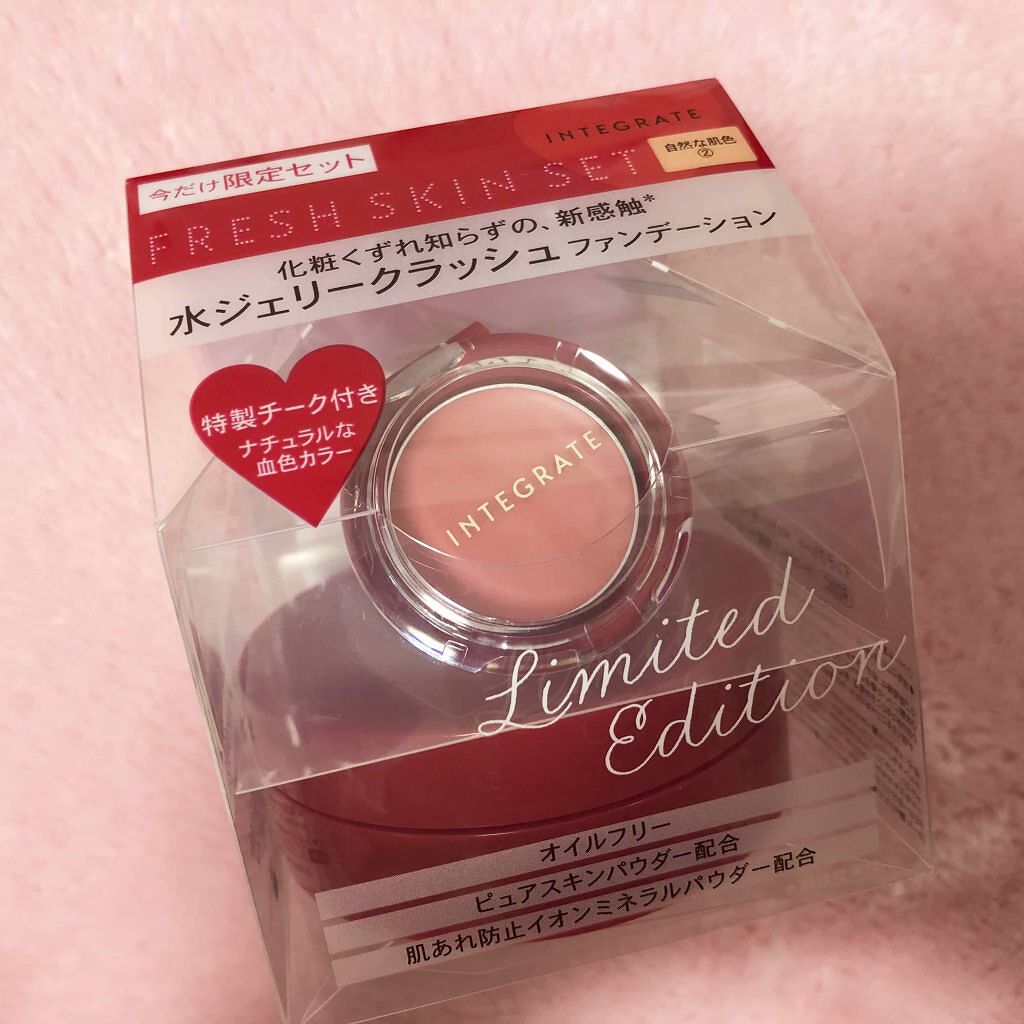 INTEGRATE
自然な肌色
②
今だけ限定セット
FRESH SKIN SET
化粧くずれ知らずの、新感触*
水ジェリークラッシュ ファンデーション
特製チーク付き
ナチュラルな
血色カラー
INTEGRATE
Limited
Edition
オイルフリー
ピュアスキンパウダー配合
肌あれ防止イオンミネラルパウダー配合